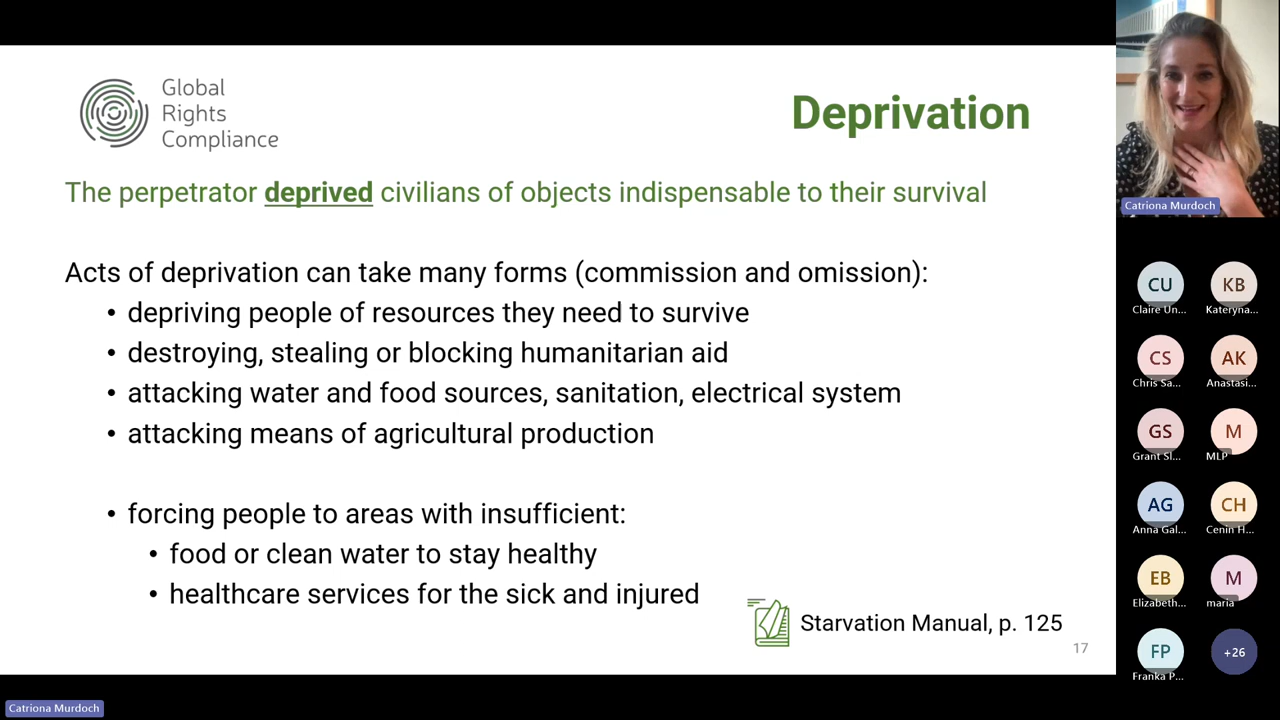 Global
Rights
Compliance
Deprivation
The perpetrator deprived civilians of objects indispensable to their survival
Acts of deprivation can take many forms (commission and omission):
• depriving people of resources they need to survive
• destroying, stealing or blocking humanitarian aid
• attacking water and food sources, sanitation, electrical system
• attacking means of agricultural production
• forcing people to areas with insufficient:
• food or clean water to stay healthy
• healthcare services for the sick and injured
Starvation Manual, p. 125
17
Catriona Murdoch
CU
Claire Un...
KB
Kateryna...
CS
Chris Sa...
AK
Anastasi...
GS
Grant Sl...
M
MLP
AG
Anna Gal...
CH
Cenin H...
EB
Elizabeth...
M
maria
FP
Franka P...
+26
Catriona Murdoch